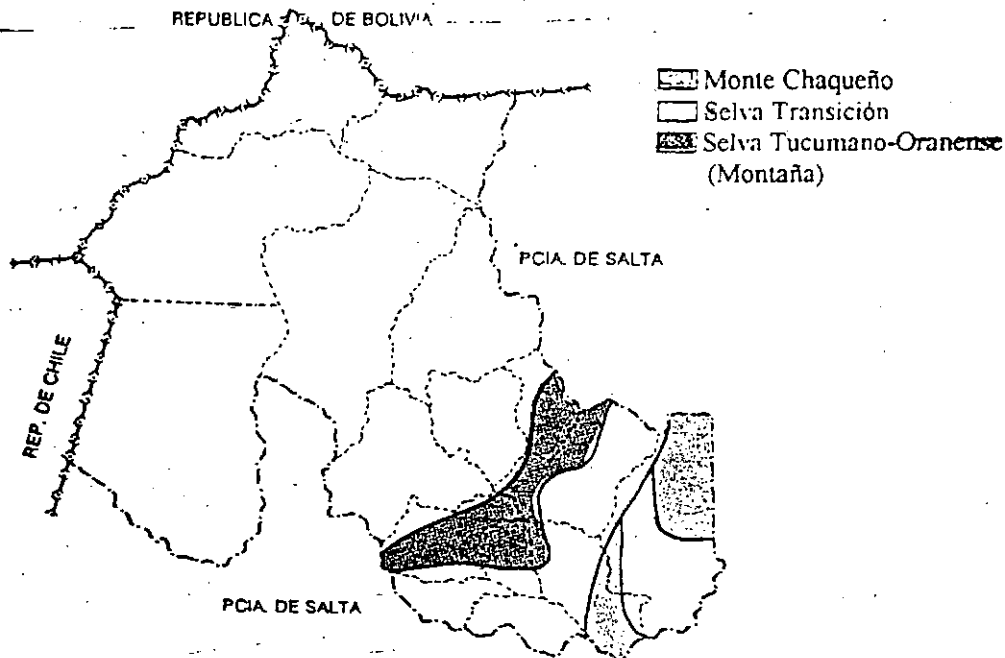 REPUBLICA DE BOLIVIA
Monte Chaqueño
Selva Transición
Selva Tucumano-Oranense
(Montaña)
PCIA. DE SALTA
REP. DE CHILE
PCIA. DE SALTA